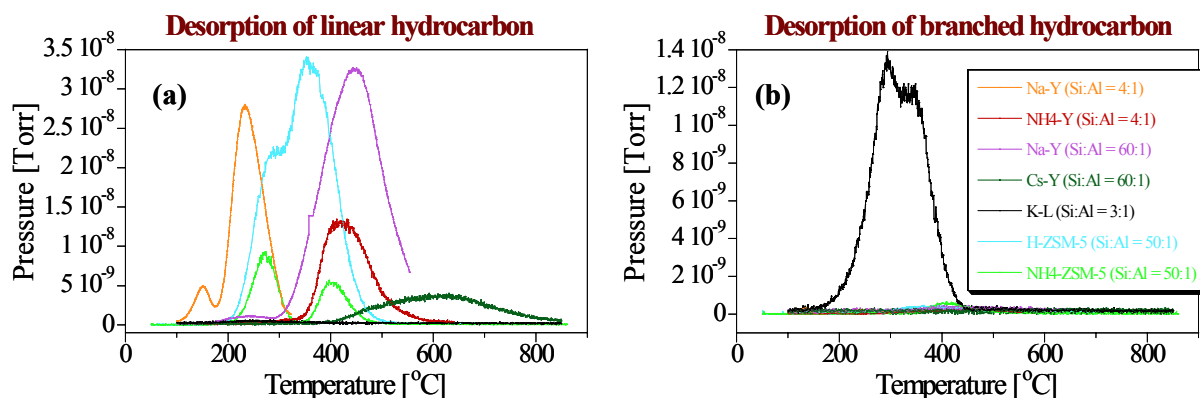 Desorption of linear hydrocarbon
3.5 10-8
3 10-8
2.5 10-8
2 10-8
1.5 10-8
1 10-8
5 10-9
0
Pressure [Torr]
(a)
0 200 400 600 800
Temperature [oC]
Desorption of branched hydrocarbon
1.4 10-8
1.2 10-8
1 10-8
8 10-9
6 10-9
4 10-9
2 10-9
0
Pressure [Torr]
(b)
Na-Y (Si:Al = 4:1)
NH4-Y (Si:Al = 4:1)
Na-Y (Si:Al = 60:1)
Cs-Y (Si:Al = 60:1)
K-L (Si:Al = 3:1)
H-ZSM-5 (Si:Al = 50:1)
NH4-ZSM-5 (Si:Al = 50:1)
0 200 400 600 800
Temperature [oC]